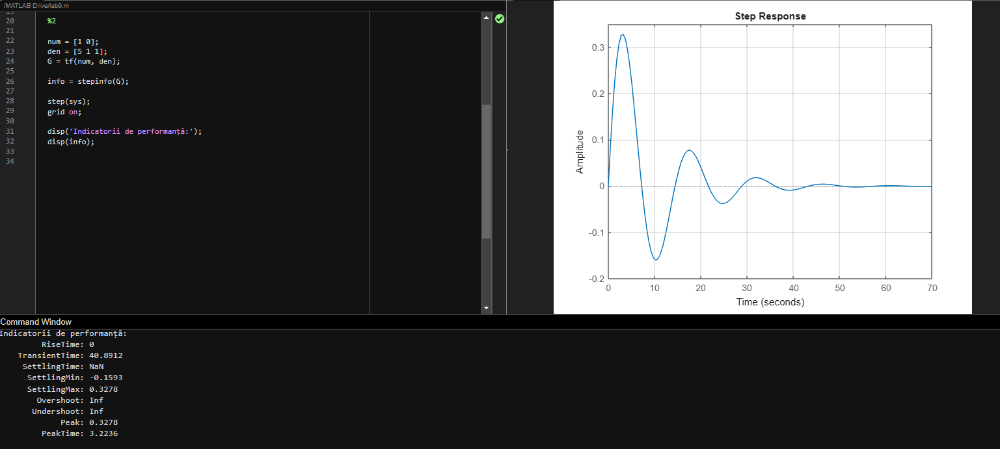 /MATLAB Drive/lab9.m
19
20 %2
21
22 num = [1 0];
23 den = [5 1 1];
24 G = tf(num, den);
25
26 info = stepinfo(G);
27
28 step(sys);
29 grid on;
30
31 disp('Indicatorii de performanță:');
32 disp(info);
33
34
Step Response
0.3
0.2
0.1
0
-0.1
-0.2
Amplitude
0 10 20 30 40 50 60 70
Time (seconds)
Command Window
Indicatorii de performanță:
RiseTime: 0
TransientTime: 40.8912
SettlingTime: NaN
SettlingMin: -0.1593
SettlingMax: 0.3278
Overshoot: Inf
Undershoot: Inf
Peak: 0.3278
PeakTime: 3.2236